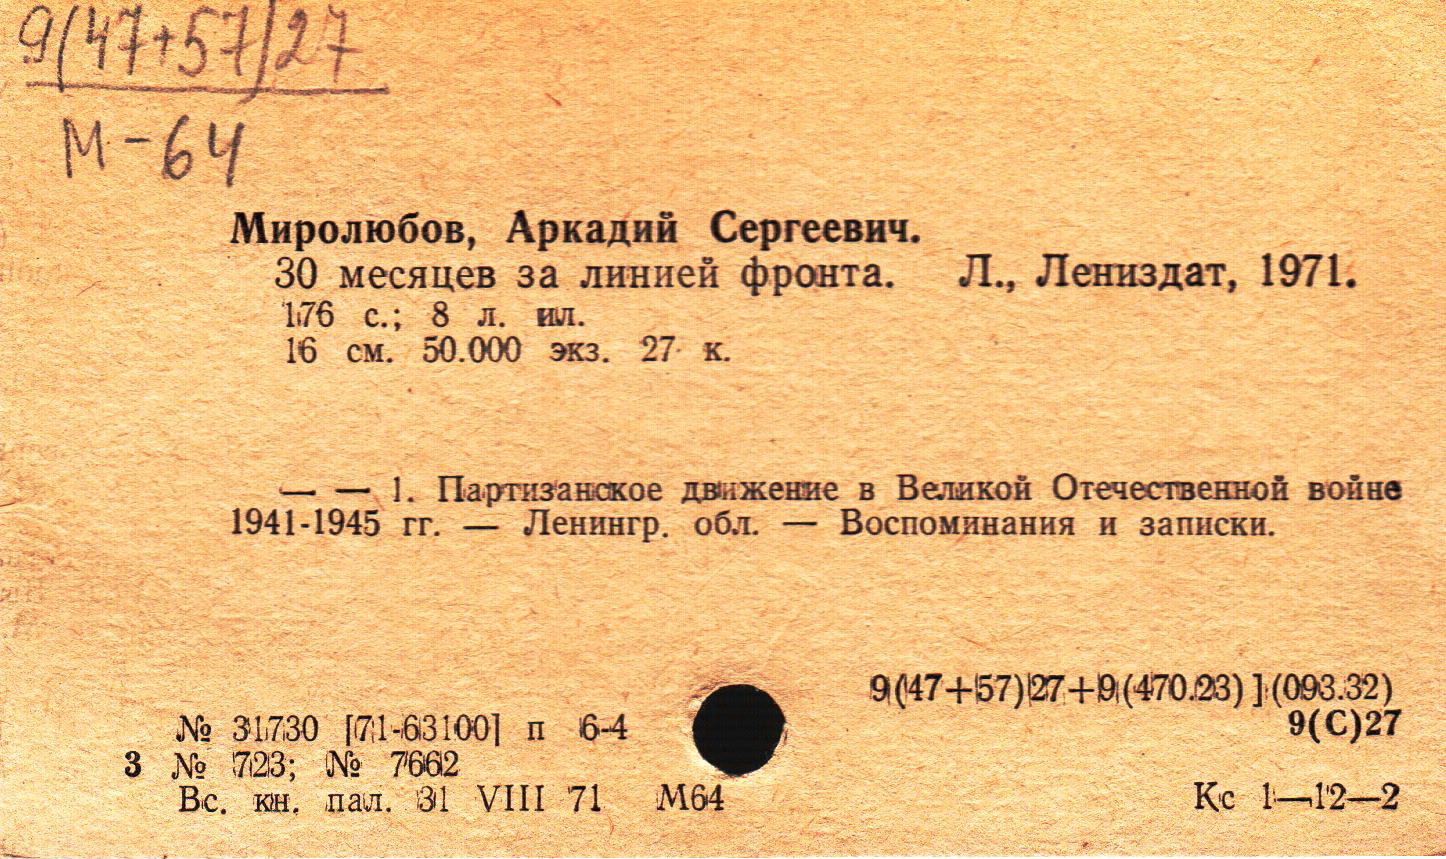 9(47+57)27
М-64
Миролюбов, Аркадий Сергеевич.
30 месяцев за линией фронта. Л., Лениздат, 1971.
176 с.; 8 л. ил.
16 см. 50.000 экз. 27 к.
— — 1. Партизанское движение в Великой Отечественной войне
1941-1945 гг. — Ленингр. обл. — Воспоминания и записки.
9(47+57)27+9(470.23)](093.32)
9(С)27
№ 31730 [71-63100] п 6-4
3 № 723; № 7662
Вс. кн. пал. 31 VIII 71 М64
Кс 1—12—2